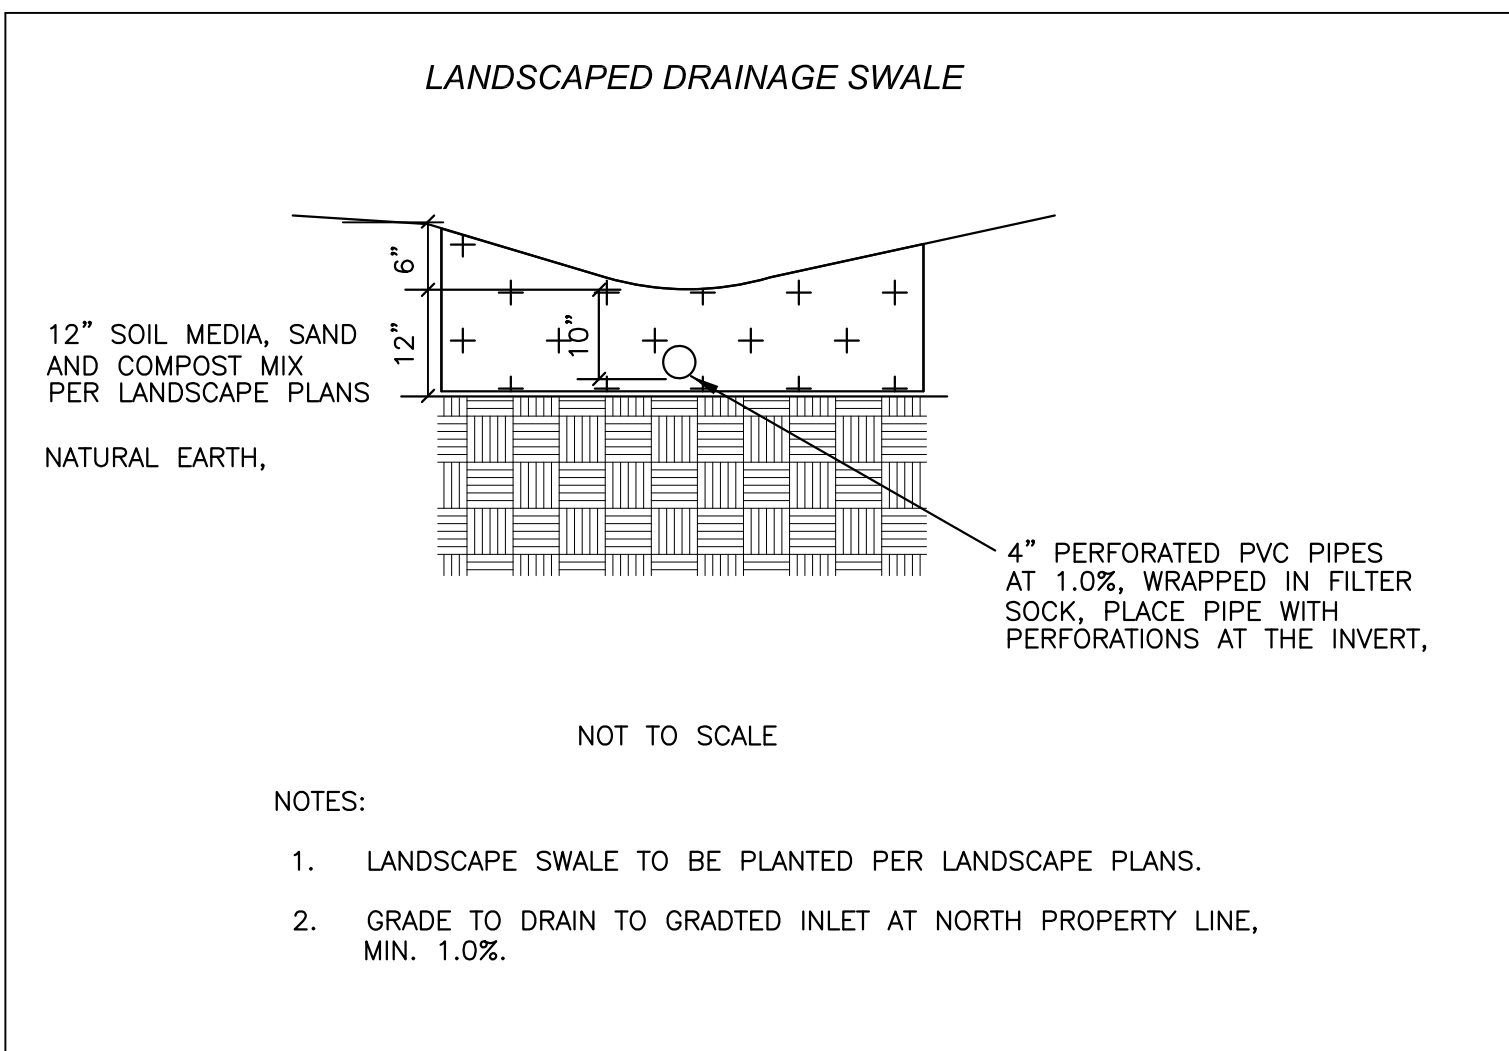 LANDSCAPED DRAINAGE SWALE
6"
12"
10"
12" SOIL MEDIA, SAND
AND COMPOST MIX
PER LANDSCAPE PLANS
NATURAL EARTH,
4" PERFORATED PVC PIPES
AT 1.0%, WRAPPED IN FILTER
SOCK, PLACE PIPE WITH
PERFORATIONS AT THE INVERT,
NOT TO SCALE
NOTES:
1. LANDSCAPE SWALE TO BE PLANTED PER LANDSCAPE PLANS.
2. GRADE TO DRAIN TO GRADTED INLET AT NORTH PROPERTY LINE,
MIN. 1.0%.